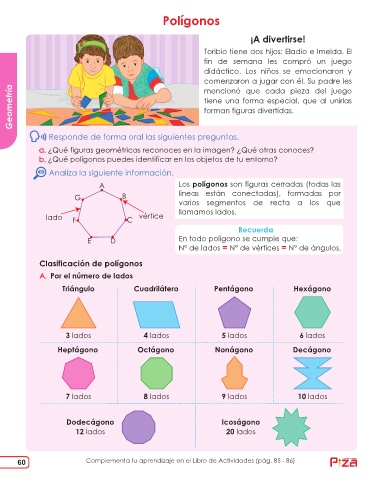 Polígonos
¡A divertirse!
Toribio tiene dos hijos: Eladio e Imelda. El
fin de semana les compró un juego
didáctico. Los niños se emocionaron y
comenzaron a jugar con él. Su padre les
mencionó que cada pieza del juego
tiene una forma especial, que al unirlas
forman figuras divertidas.
Geometría
Responde de forma oral las siguientes preguntas.
a. ¿Qué figuras geométricas reconoces en la imagen? ¿Qué otras conoces?
b. ¿Qué polígonos puedes identificar en los objetos de tu entorno?
Analiza la siguiente información.
A
G B
lado F C vértice
E D
Los polígonos son figuras cerradas (todas las
líneas están conectadas), formadas por
varios segmentos de recta a los que
llamamos lados.
Recuerda
En todo polígono se cumple que:
N° de lados = N° de vértices = N° de ángulos.
Clasificación de polígonos
A. Por el número de lados
Triángulo Cuadrilátero Pentágono Hexágono
3 lados 4 lados 5 lados 6 lados
Heptágono Octágono Nonágono Decágono
7 lados 8 lados 9 lados 10 lados
Dodecágono Icoságono
12 lados 20 lados
60
Complementa tu aprendizaje en el Libro de Actividades (pág. 85 - 86)
Piza